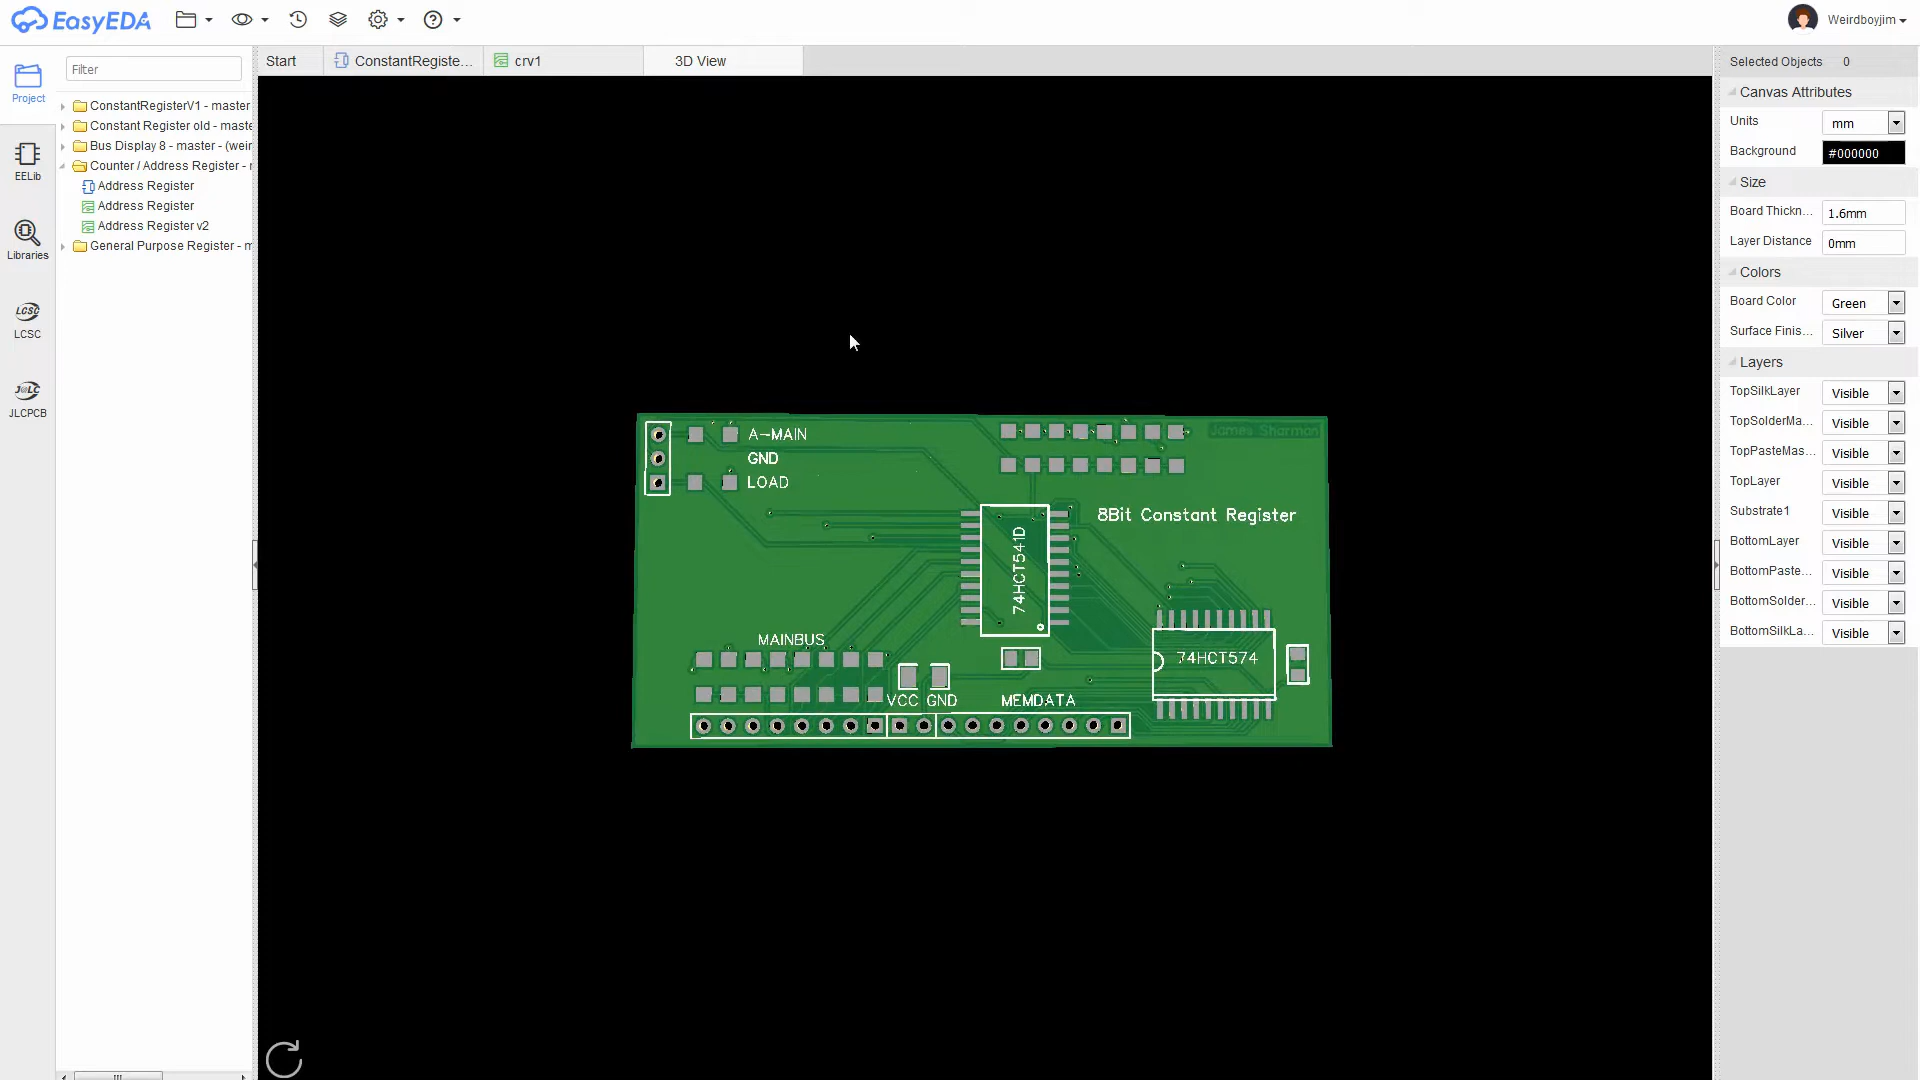 EasyEDA
Weirdboyjim
Project
EELib
Libraries
LCSC
LCSC
JLCPCB
Filter
ConstantRegisterV1 - master
Constant Register old - maste
Bus Display 8 - master - (weir
Counter / Address Register - r
Address Register
Address Register
Address Register v2
General Purpose Register - m
Start
ConstantRegiste...
crv1
3D View
A-MAIN
GND
LOAD
James Sharman
8Bit Constant Register
74HCT541D
74HCT574
MAINBUS
VCC GND
MEMDATA
Selected Objects 0
Canvas Attributes
Units mm
Background #000000
Size
Board Thickn... 1.6mm
Layer Distance 0mm
Colors
Board Color Green
Surface Finis... Silver
Layers
TopSilkLayer Visible
TopSolderMa... Visible
TopPasteMas... Visible
TopLayer Visible
Substrate1 Visible
BottomLayer Visible
BottomPaste... Visible
BottomSolder... Visible
BottomSilkLa... Visible